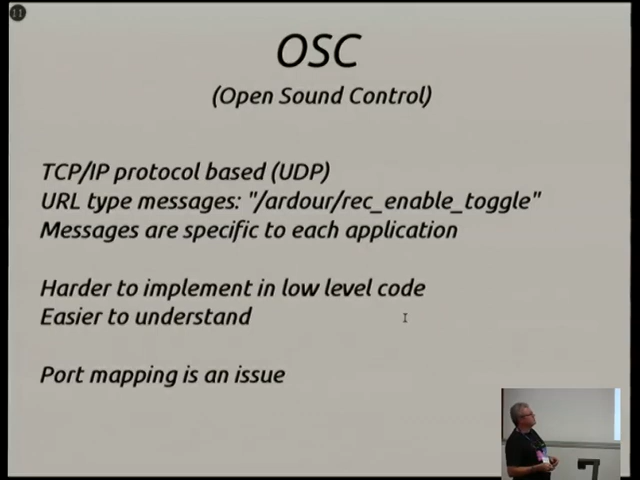 11
OSC
(Open Sound Control)
TCP/IP protocol based (UDP)
URL type messages: "/ardour/rec_enable_toggle"
Messages are specific to each application
Harder to implement in low level code
Easier to understand
Port mapping is an issue